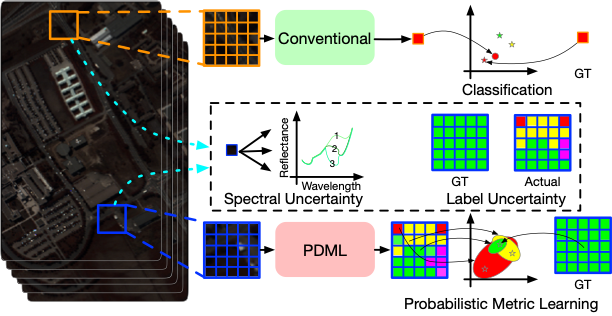 Conventional
GT
Classification
Reflectance
1
2
3
Wavelength
Spectral Uncertainty
GT
Actual
Label Uncertainty
PDML
GT
Probabilistic Metric Learning